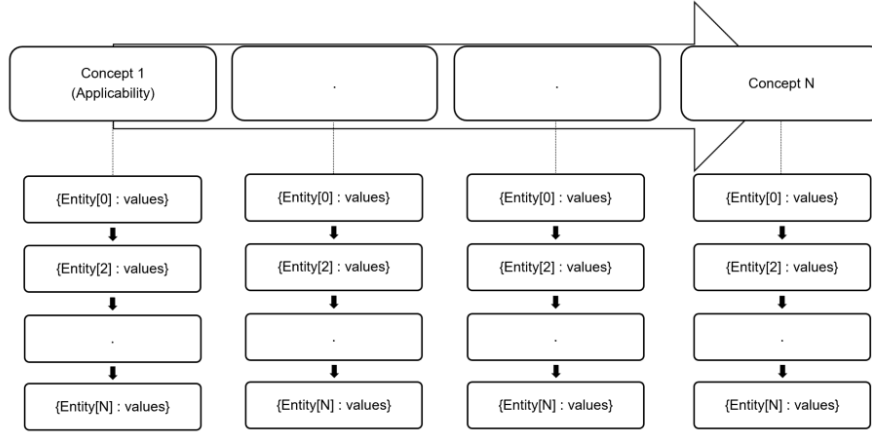 Concept 1
(Applicability)
.
.
Concept N
{Entity[0] : values}
{Entity[0] : values}
{Entity[0] : values}
{Entity[0] : values}
{Entity[2] : values}
{Entity[2] : values}
{Entity[2] : values}
{Entity[2] : values}
.
.
.
.
{Entity[N] : values}
{Entity[N] : values}
{Entity[N] : values}
{Entity[N] : values}